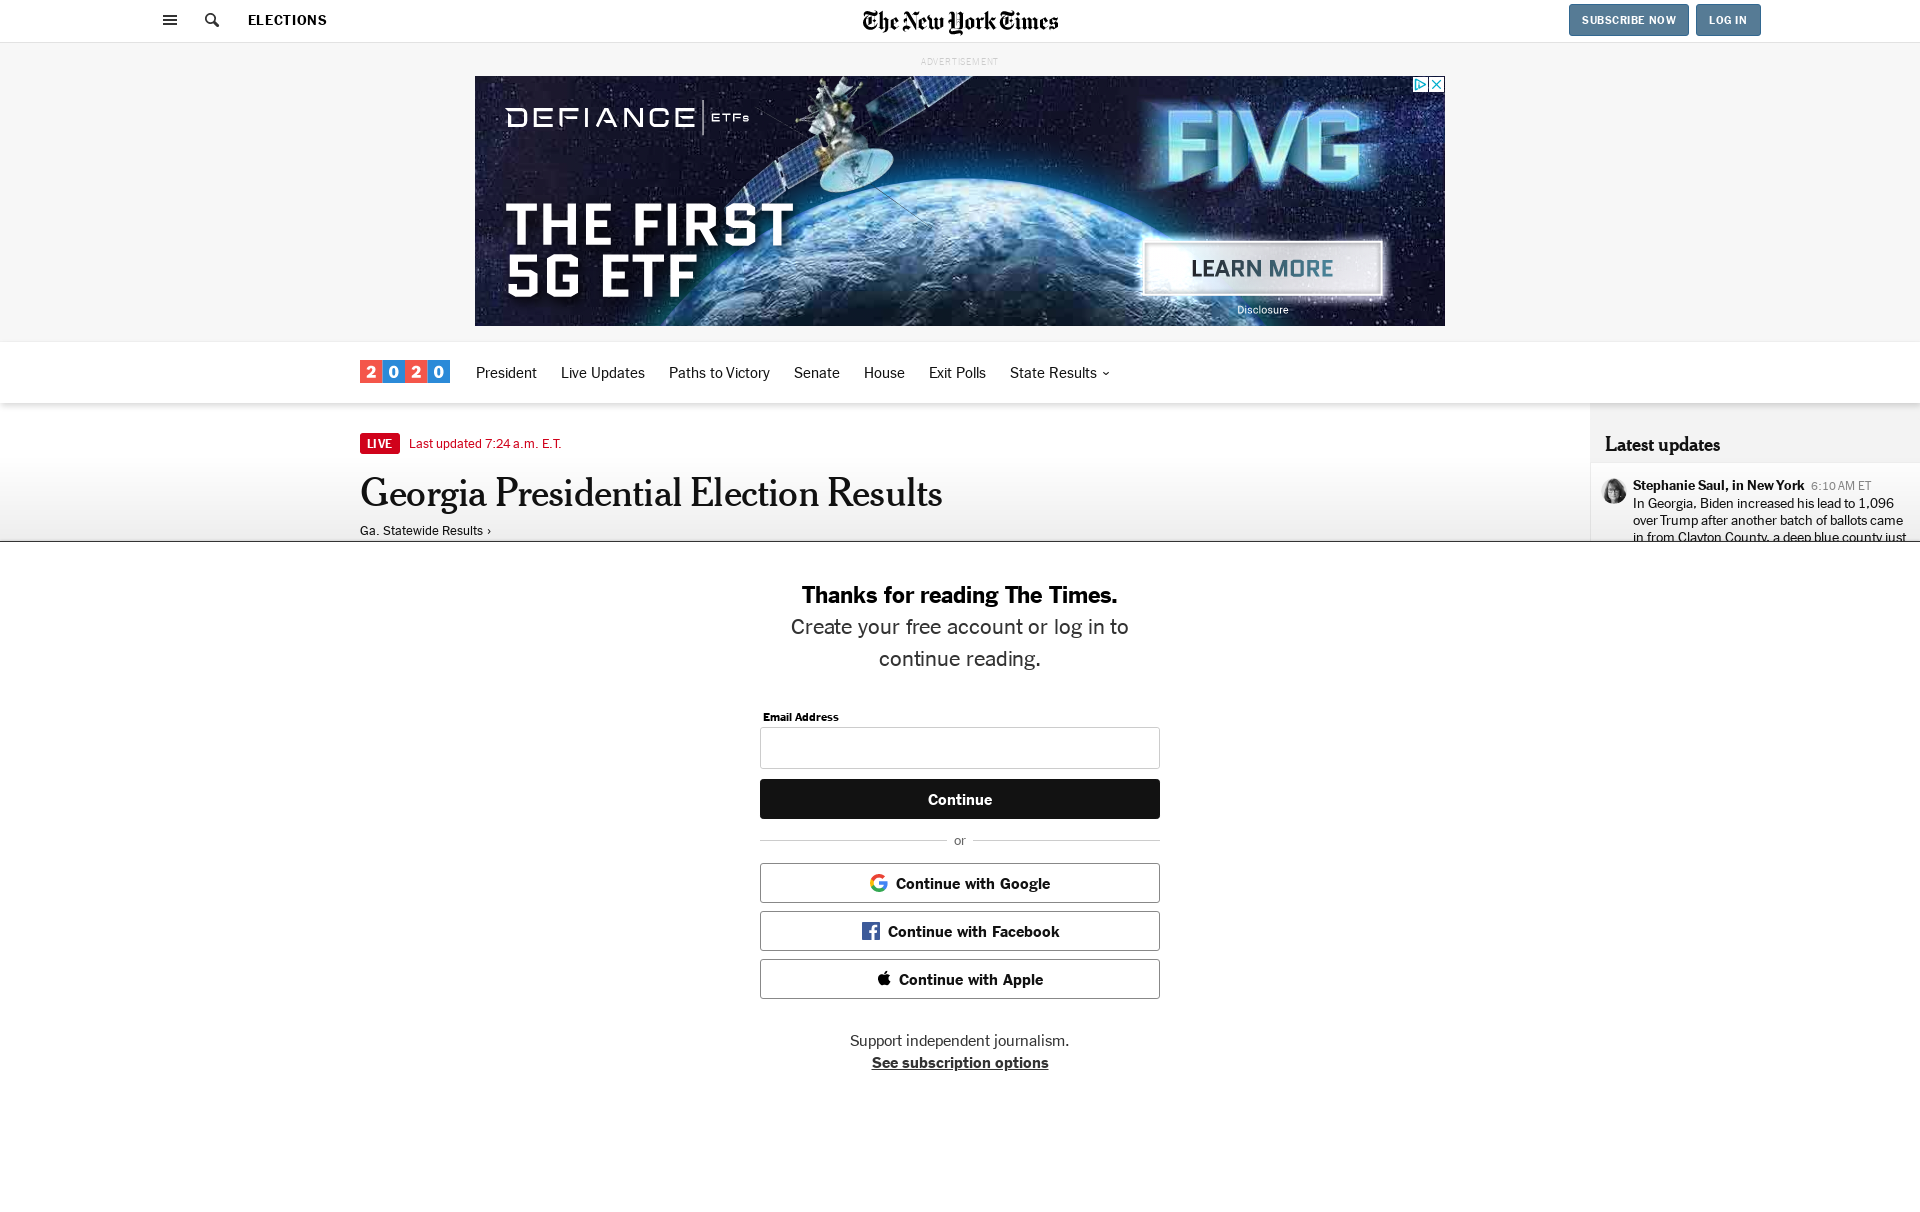 ELECTIONS
The New York Times
SUBSCRIBE NOW
LOG IN
ADVERTISEMENT
DEFIANCE | ETFs
FIVG
THE FIRST
5G ETF
LEARN MORE
Disclosure
2020
President
Live Updates
Paths to Victory
Senate
House
Exit Polls
State Results
LIVE
Last updated 7:24 a.m. E.T.
Georgia Presidential Election Results
Ga. Statewide Results ›
Latest updates
Stephanie Saul, in New York 6:10 AM ET
In Georgia, Biden increased his lead to 1,096
over Trump after another batch of ballots came
in from Clayton County, a deep blue county just
Thanks for reading The Times.
Create your free account or log in to
continue reading.
Email Address
Continue
or
Continue with Google
Continue with Facebook
Continue with Apple
Support independent journalism.
See subscription options